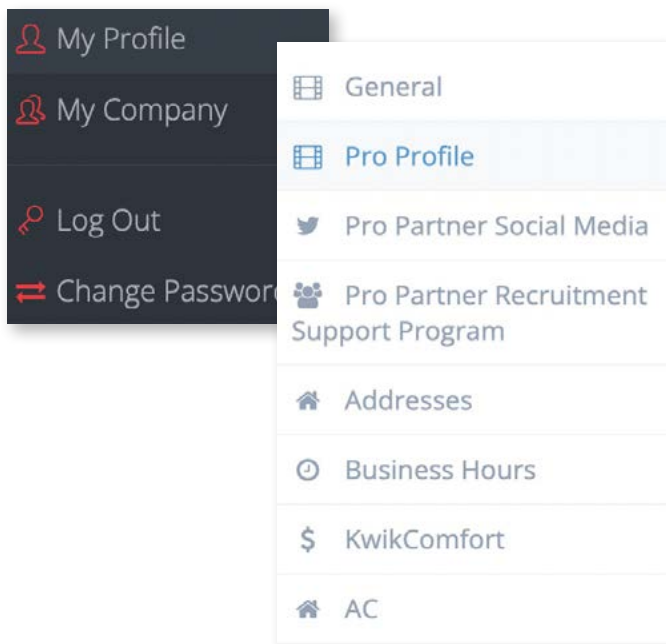 My Profile
My Company
Log Out
Change Passwor
General
Pro Profile
Pro Partner Social Media
Pro Partner Recruitment
Support Program
Addresses
Business Hours
KwikComfort
AC